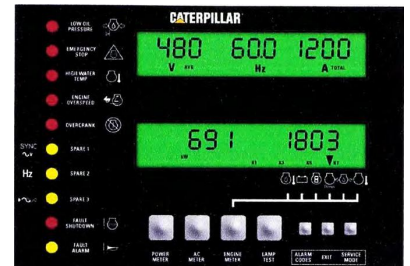 CATERPILLAR
LOW OIL PRESSURE
EMERGENCY STOP
HIGH WATER TEMP
ENGINE OVERSPEED
OVERCRANK
SYNC
SPARE 1
Hz SPARE 2
SPARE 3
FAULT SHUTDOWN
FAULT ALARM
480 60.0 1200
V AVG Hz A TOTAL
691 1803
kW
POWER METER
AC METER
ENGINE METER
LAMP TEST
ALARM CODES
EXIT
SERVICE MODE